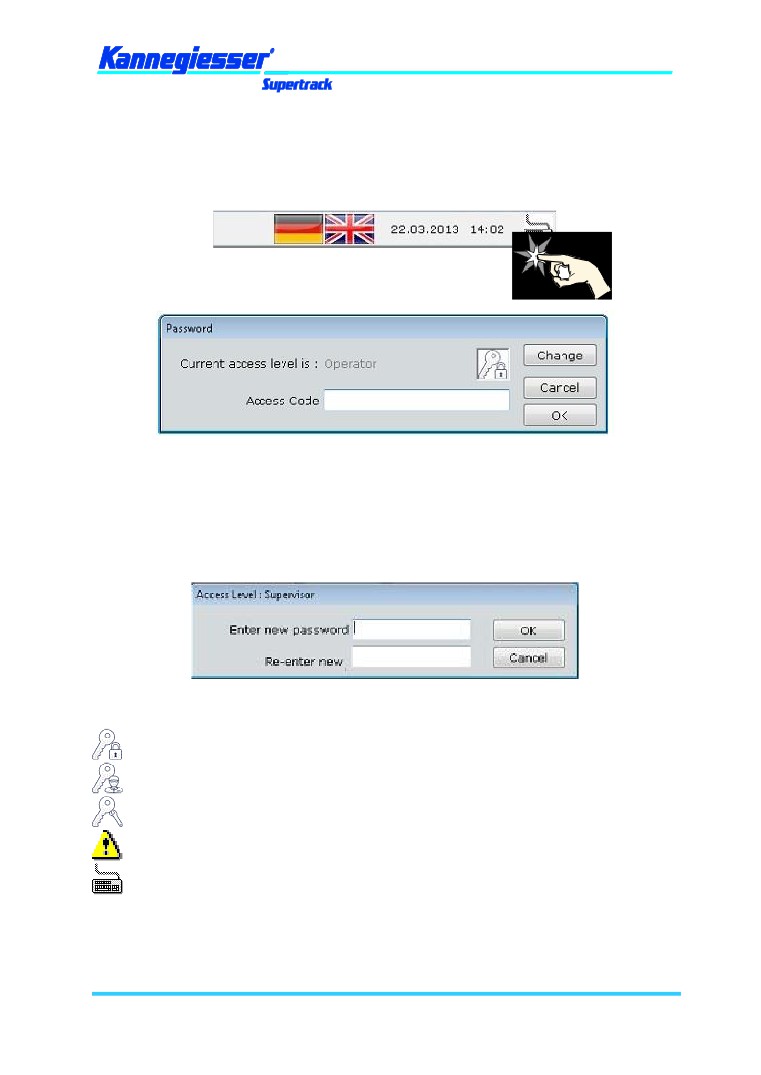 Kannegiesser
Supertrack
22.03.2013 14:02
Password
Current access level is : Operator
Change
Access Code
Cancel
OK
Access Level : Supervisor
Enter new password
OK
Re-enter new
Cancel